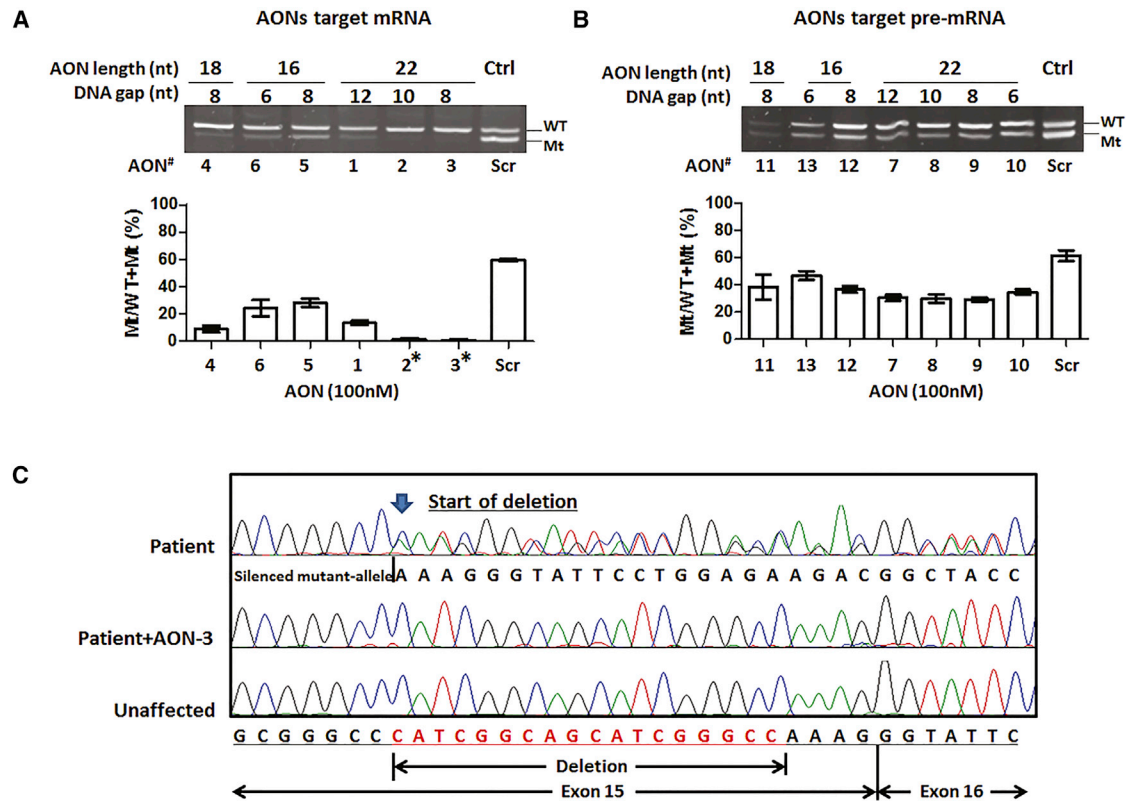 A
AONs target mRNA
AON length (nt) 18 16 22 Ctrl
DNA gap (nt) 8 6 8 12 10 8
WT
Mt
AON# 4 6 5 1 2 3 Scr
Mt/WT+Mt (%)
100
80
60
40
20
0
4 6 5 1 2* 3* Scr
AON (100nM)
B
AONs target pre-mRNA
AON length (nt) 18 16 22 Ctrl
DNA gap (nt) 8 6 8 12 10 8 6
WT
Mt
AON# 11 13 12 7 8 9 10 Scr
Mt/WT+Mt (%)
100
80
60
40
20
0
11 13 12 7 8 9 10 Scr
AON (100nM)
C
Start of deletion
Patient
Silenced mutant-allele A A A G G G T A T T C C T G G A G A A G A C G G C T A C C
Patient+AON-3
Unaffected
G C G G G C C C A T C G G C A G C A T C G G G C C A A A G G G T A T T C
Deletion
Exon 15 Exon 16